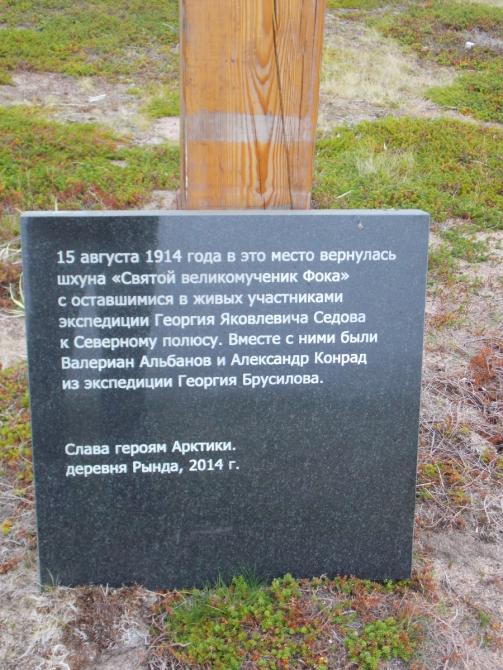 15 августа 1914 года в это место вернулась
шхуна «Святой великомученик Фока»
с оставшимися в живых участниками
экспедиции Георгия Яковлевича Седова
к Северному полюсу. Вместе с ними были
Валериан Альбанов и Александр Конрад
из экспедиции Георгия Брусилова.
Слава героям Арктики.
деревня Рында, 2014 г.